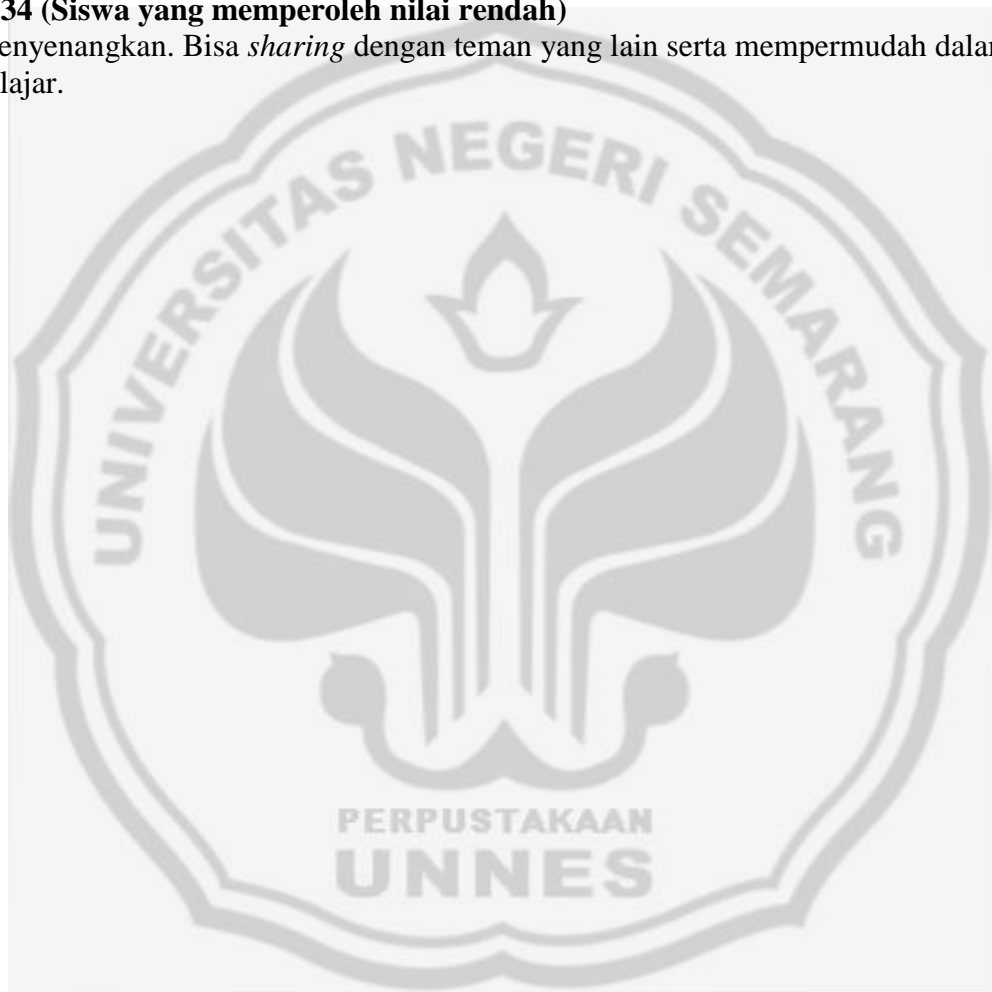 34 (Siswa yang memperoleh nilai rendah)
enyenangkan. Bisa sharing dengan teman yang lain serta mempermudah dalan
lajar.
UNIVERSITAS NEGERI SEMARANG
PERPUSTAKAAN
UNNES